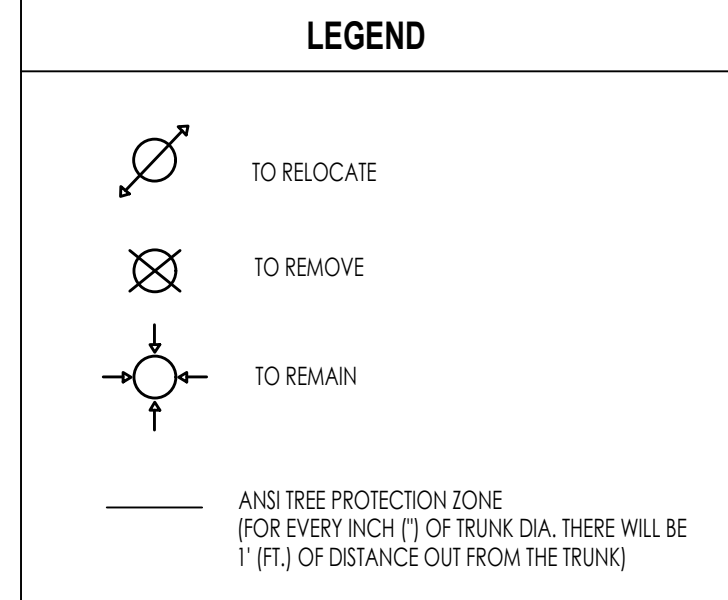 LEGEND
TO RELOCATE
TO REMOVE
TO REMAIN
ANSI TREE PROTECTION ZONE
(FOR EVERY INCH (") OF TRUNK DIA. THERE WILL BE
1' (FT.) OF DISTANCE OUT FROM THE TRUNK)